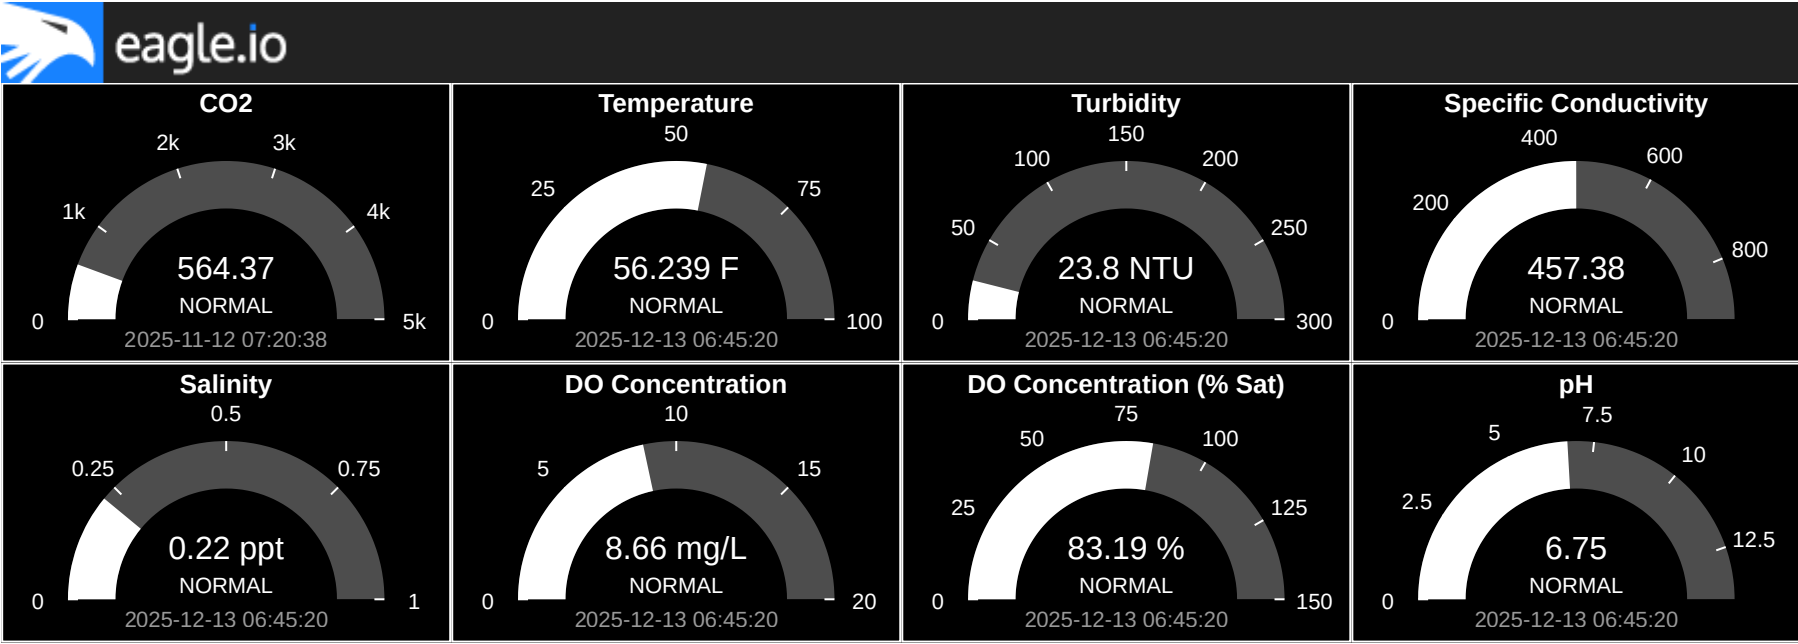 eagle.io
CO2
0
1k
2k
3k
4k
5k
564.37
NORMAL
2025-11-12 07:20:38
Temperature
0
25
50
75
100
56.239 F
NORMAL
2025-12-13 06:45:20
Turbidity
0
50
100
150
200
250
300
23.8 NTU
NORMAL
2025-12-13 06:45:20
Specific Conductivity
0
200
400
600
800
457.38
NORMAL
2025-12-13 06:45:20
Salinity
0
0.25
0.5
0.75
1
0.22 ppt
NORMAL
2025-12-13 06:45:20
DO Concentration
0
5
10
15
20
8.66 mg/L
NORMAL
2025-12-13 06:45:20
DO Concentration (% Sat)
0
25
50
75
100
125
150
83.19 %
NORMAL
2025-12-13 06:45:20
pH
0
2.5
5
7.5
10
12.5
6.75
NORMAL
2025-12-13 06:45:20